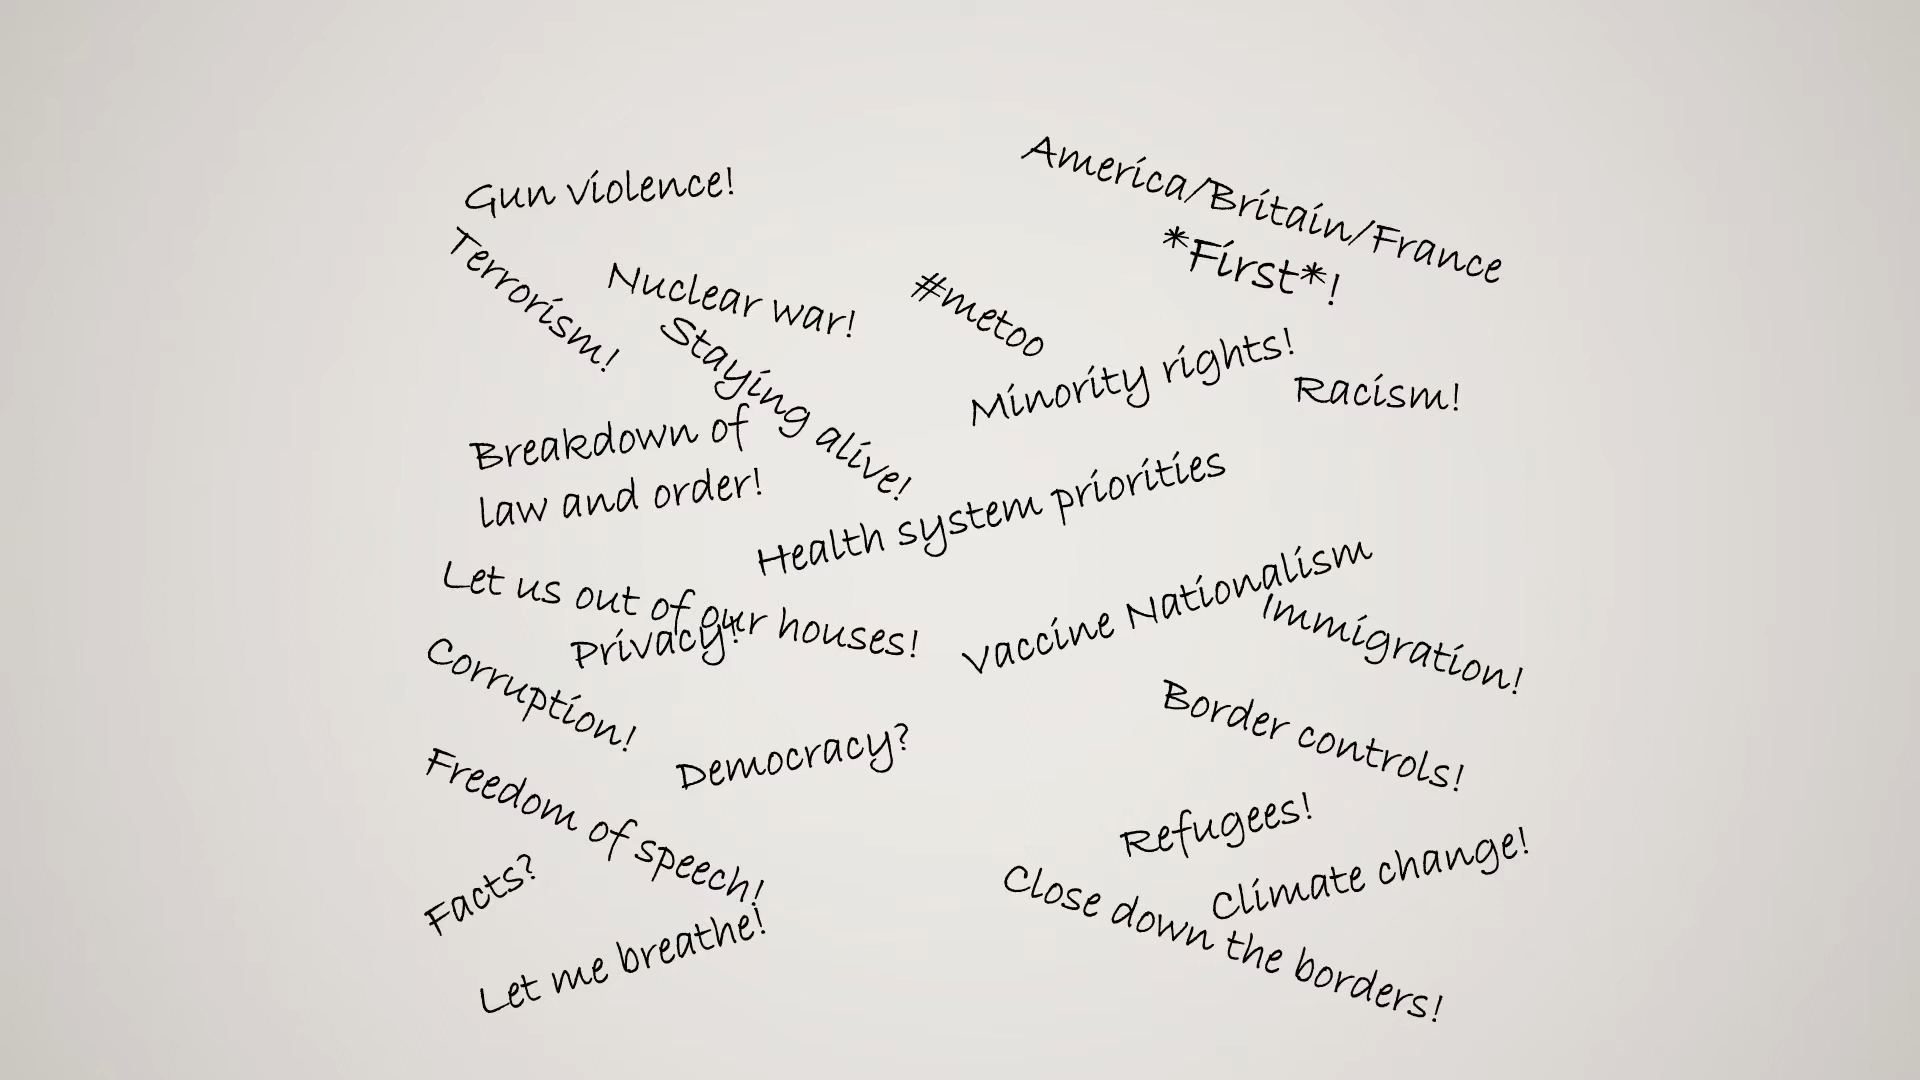 Gun violence!
America/Britain/France
*First*!
Terrorism!
Nuclear war!
#metoo
Staying alive!
Minority rights!
Racism!
Breakdown of
law and order!
Health system priorities
Let us out of our houses!
Privacy!
Vaccine Nationalism
Immigration!
Corruption!
Border controls!
Democracy?
Freedom of speech!
Refugees!
Climate change!
Facts?
Close down the borders!
Let me breathe!